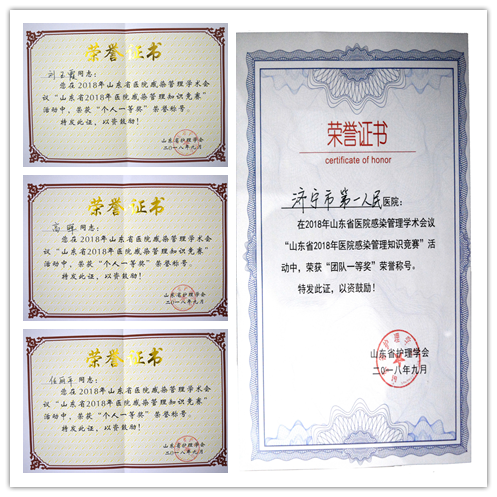 荣誉证书
刘玉霞同志：
您在2018年山东省医院感染管理学术会
议“山东省2018年医院感染管理知识竞赛”
活动中，荣获“个人一等奖”荣誉称号。
特发此证，以资鼓励！
山东省护理学会
二〇一八年九月
荣誉证书
高辉同志：
您在2018年山东省医院感染管理学术会
议“山东省2018年医院感染管理知识竞赛”
活动中，荣获“个人一等奖”荣誉称号。
特发此证，以资鼓励！
山东省护理学会
二〇一八年九月
荣誉证书
任丽平同志：
您在2018年山东省医院感染管理学术会
议“山东省2018年医院感染管理知识竞赛”
活动中，荣获“个人一等奖”荣誉称号。
特发此证，以资鼓励！
山东省护理学会
二〇一八年九月
荣誉证书
certificate of honor
济宁市第一人民医院：
在2018年山东省医院感染管理学术会议
“山东省2018年医院感染管理知识竞赛”活
动中，荣获“团队一等奖”荣誉称号。
特发此证，以资鼓励！
山东省护理学会
二〇一八年九月